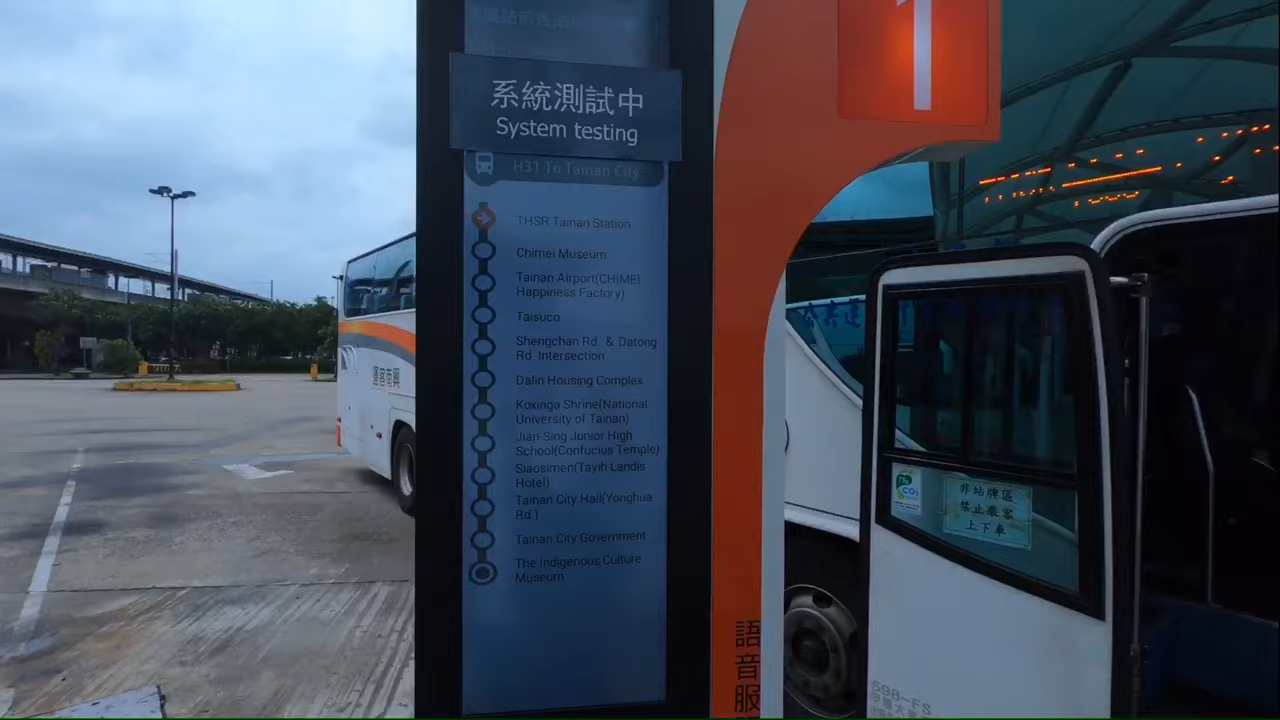 1
系統測試中
System testing
H31 To Tainan City
THSR Tainan Station
Chimei Museum
Tainan Airport(CHIMEI
Happiness Factory)
Taisuco
Shengchan Rd. & Datong
Rd Intersection
Dalin Housing Complex
Koxinga Shrine(National
University of Tainan)
Jian-Sing Junior High
School(Confucius Temple)
Siaosimen(Tayih Landis
Hotel)
Tainan City Hall(Yonghua
Rd.)
Tainan City Government
The Indigenous Culture
Museum
語音服
CO2
非站牌區
禁止乘客
上下車
598-FS